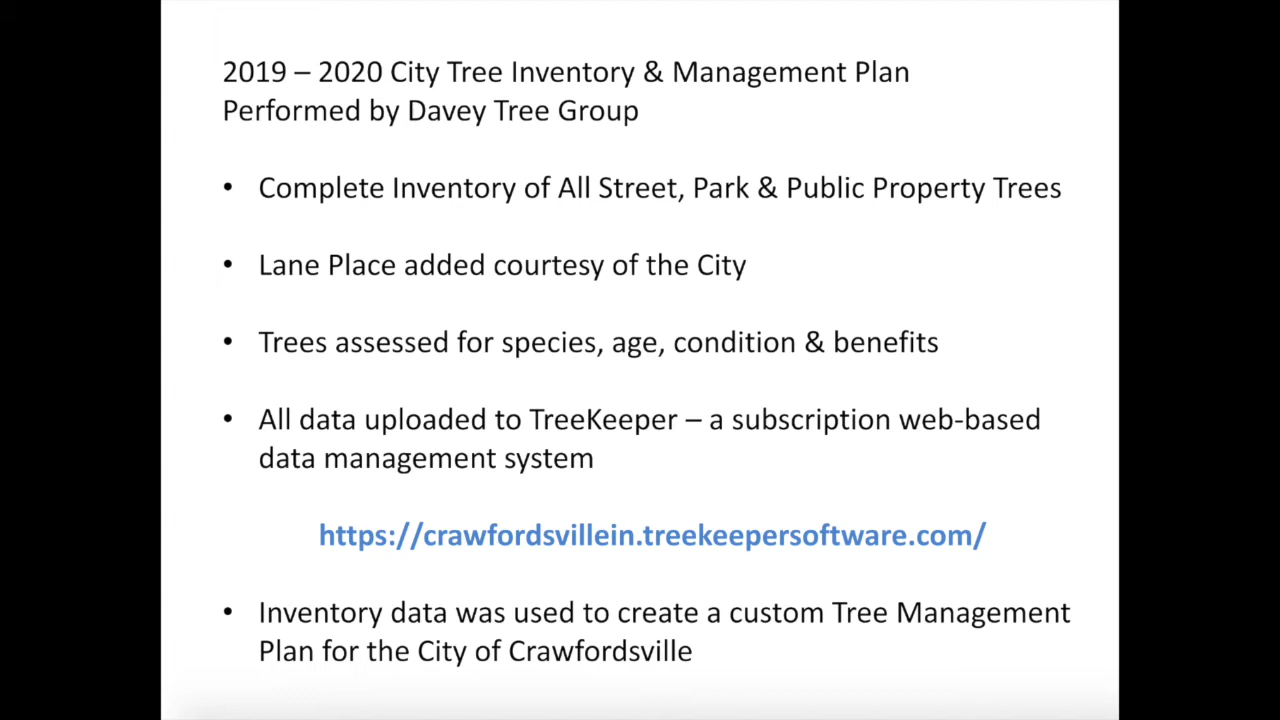 2019 – 2020 City Tree Inventory & Management Plan
Performed by Davey Tree Group
• Complete Inventory of All Street, Park & Public Property Trees
• Lane Place added courtesy of the City
• Trees assessed for species, age, condition & benefits
• All data uploaded to TreeKeeper – a subscription web-based
data management system
https://crawfordsvillein.treekeepersoftware.com/
• Inventory data was used to create a custom Tree Management
Plan for the City of Crawfordsville